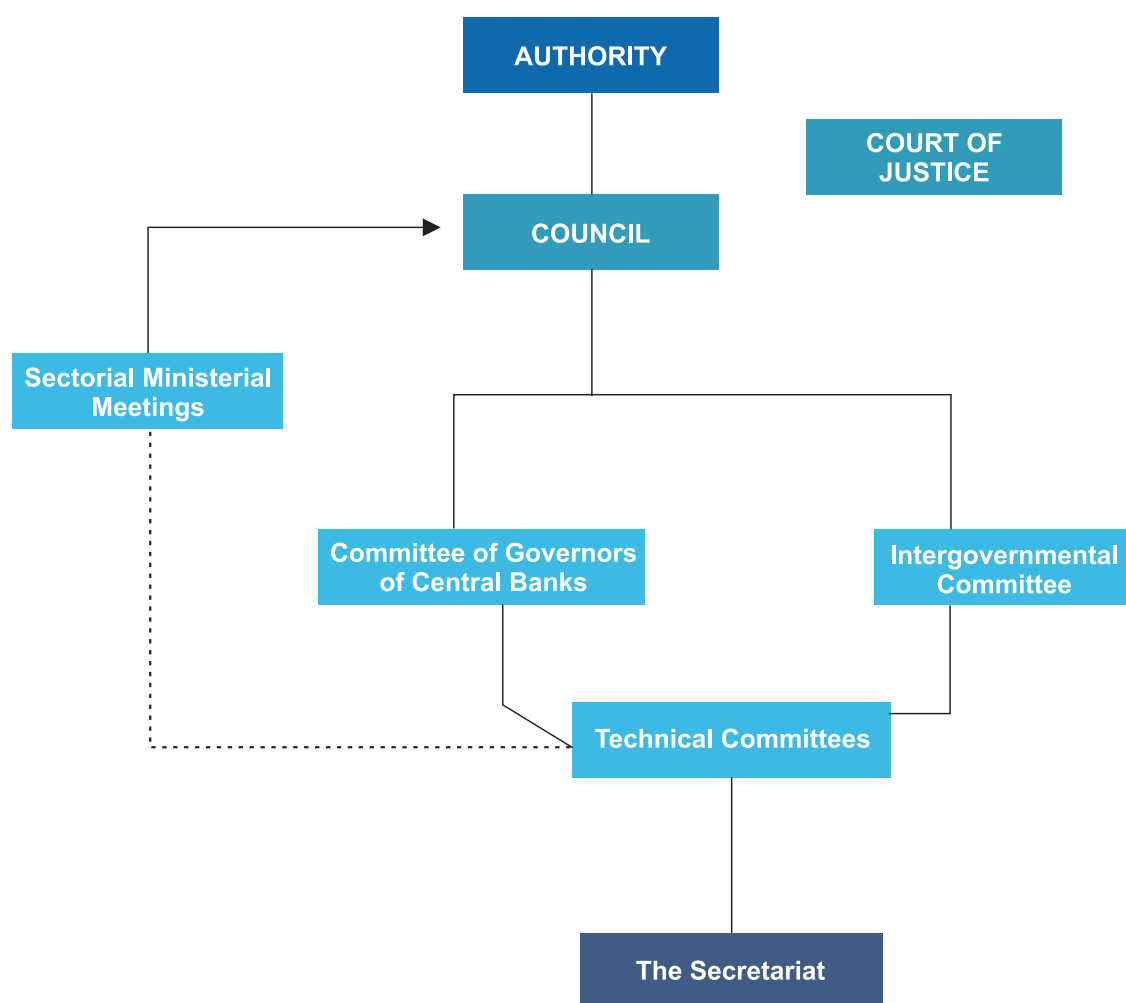 AUTHORITY
COURT OF
JUSTICE
COUNCIL
Sectorial Ministerial
Meetings
Committee of Governors
of Central Banks
Intergovernmental
Committee
Technical Committees
The Secretariat